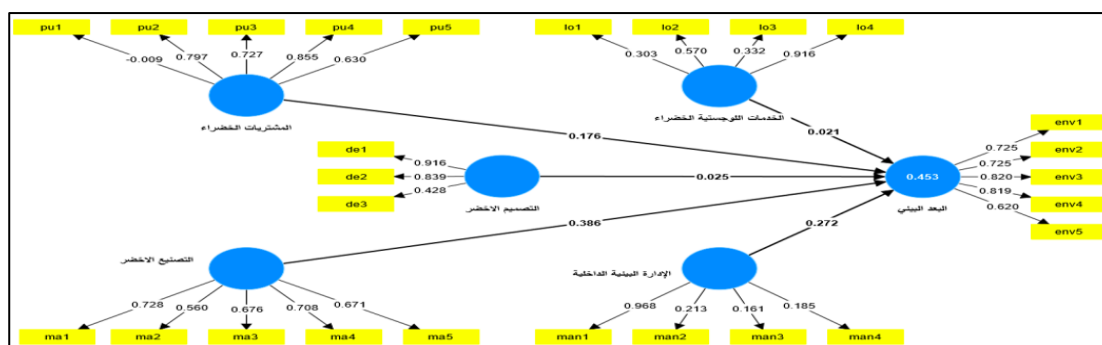 pu1 pu2 pu3 pu4 pu5
-0.009 0.797 0.727 0.855 0.630
المشتريات الخضراء
lo1 lo2 lo3 lo4
0.303 0.570 0.332 0.916
الخدمات اللوجستية الخضراء
0.176
0.021
de1
de2
de3
0.916
0.839
0.428
التصميم الاخضر
0.025
0.453
البعد البيئي
0.725
0.725
0.820
0.819
0.620
env1
env2
env3
env4
env5
0.386
0.272
التصنيع الاخضر
0.728 0.560 0.676 0.708 0.671
ma1 ma2 ma3 ma4 ma5
الإدارة البيئية الداخلية
0.968 0.213 0.161 0.185
man1 man2 man3 man4